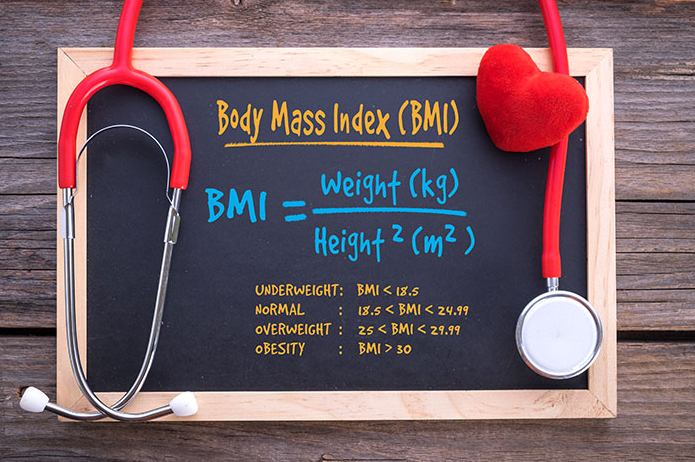 Body Mass Index (BMI)
BMI = Weight (kg)
Height ² (m²)
UNDERWEIGHT: BMI < 18.5
NORMAL : 18.5 < BMI < 24.99
OVERWEIGHT : 25 < BMI < 29.99
OBESITY : BMI > 30